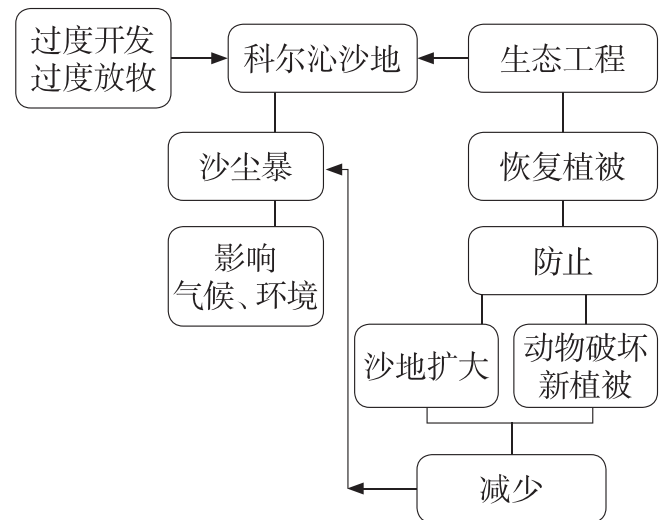 过度开发
过度放牧
科尔沁沙地
生态工程
沙尘暴
恢复植被
影响
气候、环境
防止
沙地扩大
动物破坏
新植被
减少